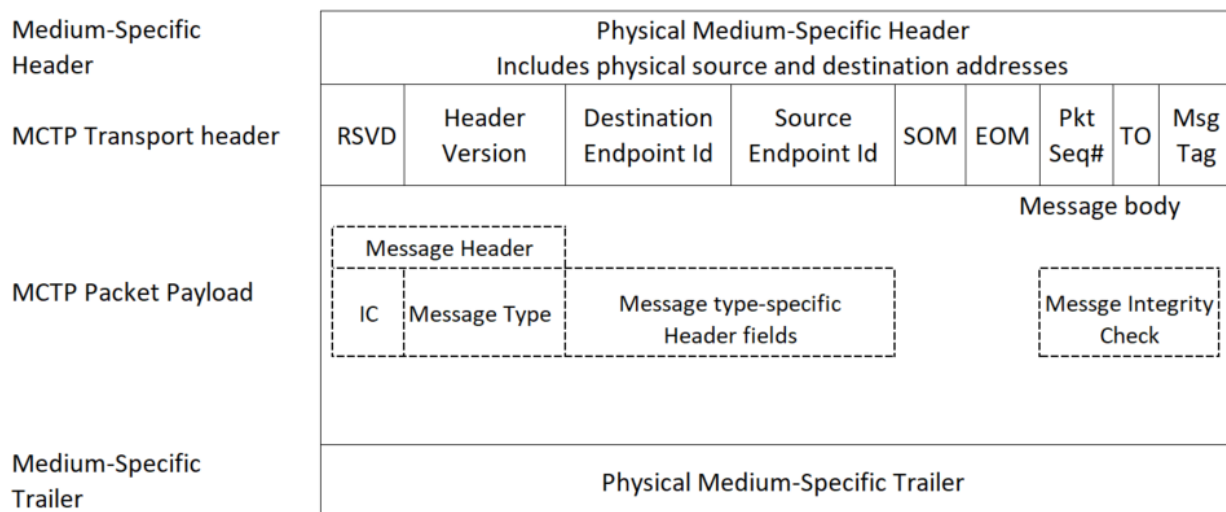 Medium-Specific
Header
Physical Medium-Specific Header
Includes physical source and destination addresses
MCTP Transport header
RSVD
Header
Version
Destination
Endpoint Id
Source
Endpoint Id
SOM
EOM
Pkt
Seq#
TO
Msg
Tag
Message body
MCTP Packet Payload
Message Header
IC
Message Type
Message type-specific
Header fields
Messge Integrity
Check
Medium-Specific
Trailer
Physical Medium-Specific Trailer